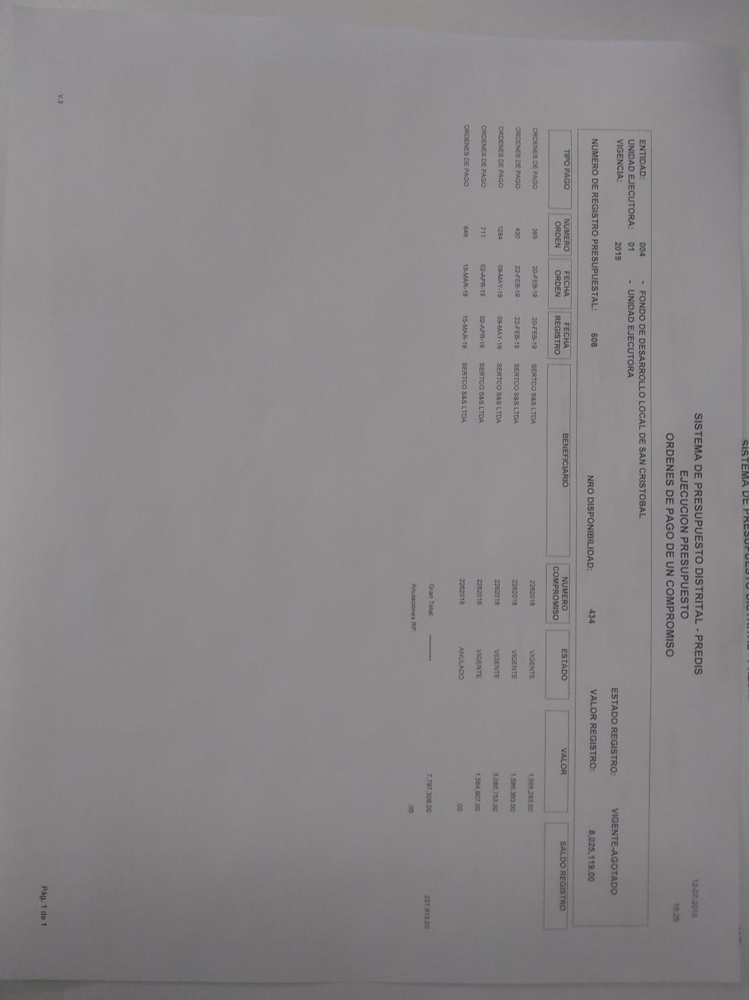 SISTEMA DE PRESUPUESTO DISTRITAL - PREDIS
EJECUCION PRESUPUESTO
ORDENES DE PAGO DE UN COMPROMISO
12-07-2019
15:25
ENTIDAD: 004 - FONDO DE DESARROLLO LOCAL DE SAN CRISTOBAL
UNIDAD EJECUTORA: 01 - UNIDAD EJECUTORA
VIGENCIA: 2019 ESTADO REGISTRO: VIGENTE-AGOTADO
NUMERO DE REGISTRO PRESUPUESTAL: 608 NRO DISPONIBILIDAD: 434 VALOR REGISTRO: 8,025,119.00
TIPO PAGO NUMERO ORDEN FECHA ORDEN FECHA REGISTRO BENEFICIARIO NUMERO COMPROMISO ESTADO VALOR SALDO REGISTRO
ORDENES DE PAGO 369 20-FEB-19 20-FEB-19 SERTCO S&S LTDA 2262018 VIGENTE 1,565,283.00
ORDENES DE PAGO 430 22-FEB-19 22-FEB-19 SERTCO S&S LTDA 2262018 VIGENTE 1,586,363.00
ORDENES DE PAGO 1284 09-MAY-19 09-MAY-19 SERTCO S&S LTDA 2262018 VIGENTE 3,080,753.00
ORDENES DE PAGO 711 02-APR-19 02-APR-19 SERTCO S&S LTDA 2262018 VIGENTE 1,564,907.00
ORDENES DE PAGO 649 15-MAR-19 15-MAR-19 SERTCO S&S LTDA 2262018 ANULADO .00
Gran Total: ********** 7,797,306.00 227,813.00
Anulaciones RP: .00
V.3 Pág. 1 de 1